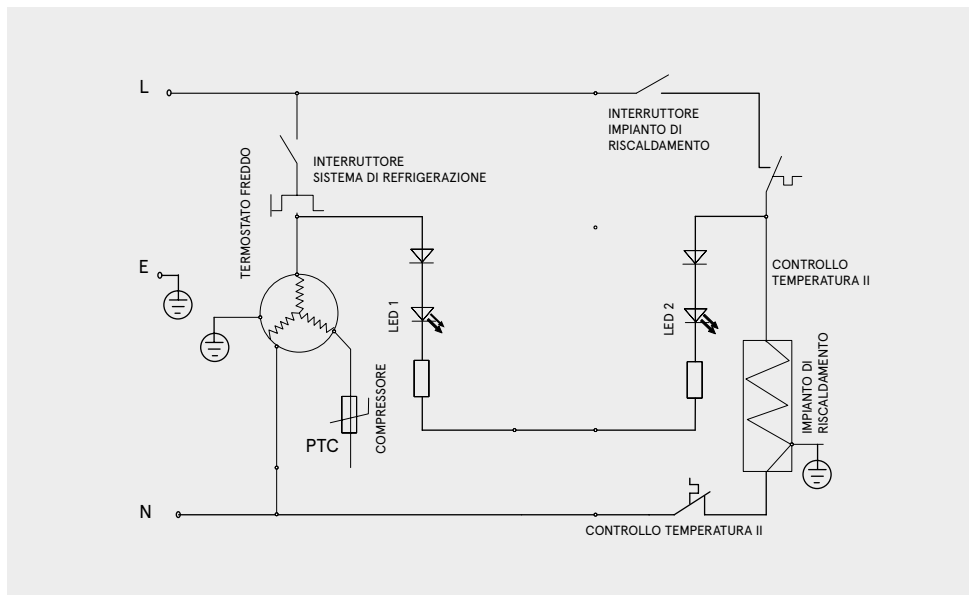 L
INTERRUTTORE
IMPIANTO DI
RISCALDAMENTO
TERMOSTATO FREDDO
INTERRUTTORE
SISTEMA DI REFRIGERAZIONE
E
CONTROLLO
TEMPERATURA II
LED 1
LED 2
IMPIANTO DI
RISCALDAMENTO
COMPRESSORE
PTC
N
CONTROLLO TEMPERATURA II